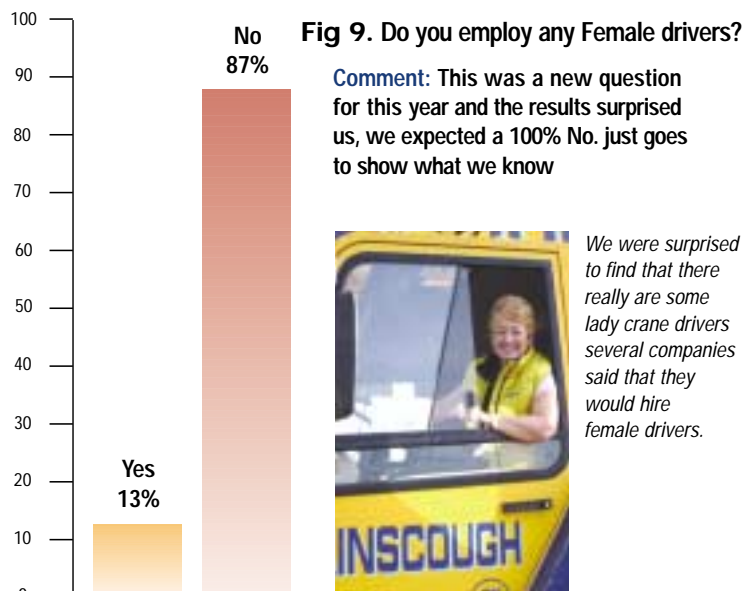 Fig 9. Do you employ any Female drivers?
Comment: This was a new question
for this year and the results surprised
us, we expected a 100% No. just goes
to show what we know
100
90
80
70
60
50
40
30
20
10
Yes
13%
No
87%
INSCOUGH
We were surprised
to find that there
really are some
lady crane drivers
several companies
said that they
would hire
female drivers.